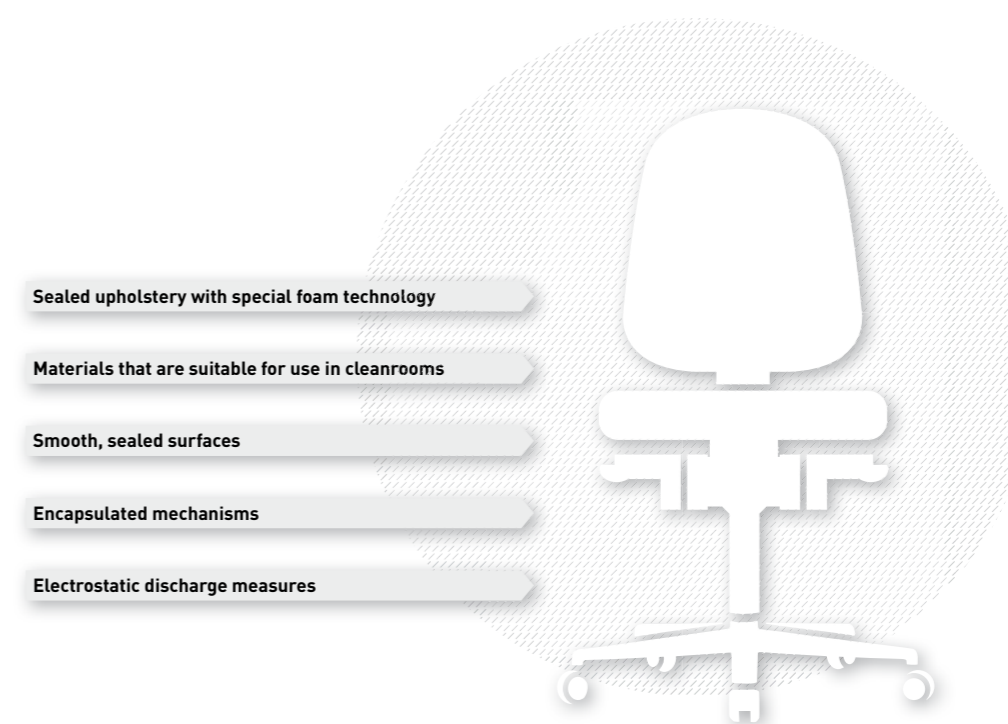 Sealed upholstery with special foam technology
Materials that are suitable for use in cleanrooms
Smooth, sealed surfaces
Encapsulated mechanisms
Electrostatic discharge measures